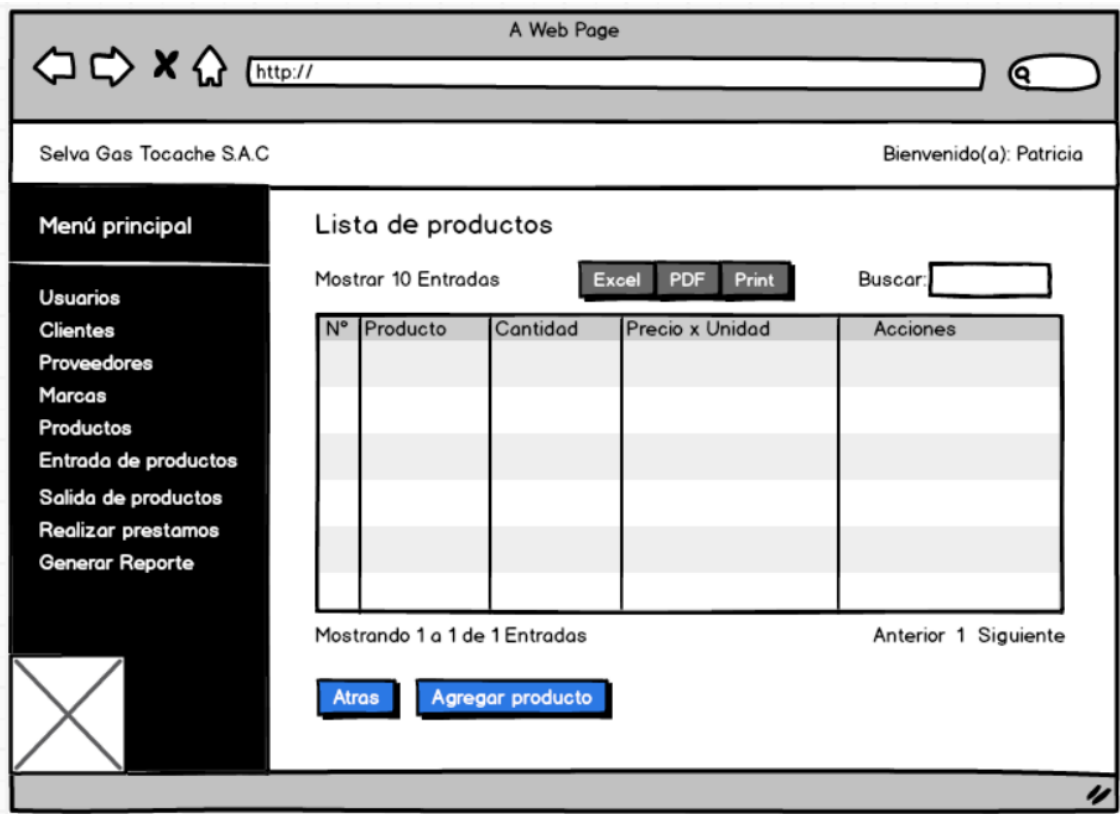 A Web Page
http://
Selva Gas Tocache S.A.C
Bienvenido(a): Patricia
Menú principal
Usuarios
Clientes
Proveedores
Marcas
Productos
Entrada de productos
Salida de productos
Realizar prestamos
Generar Reporte
Lista de productos
Mostrar 10 Entradas
Excel PDF Print
Buscar:
N° Producto Cantidad Precio x Unidad Acciones
Mostrando 1 a 1 de 1 Entradas
Anterior 1 Siguiente
Atras Agregar producto